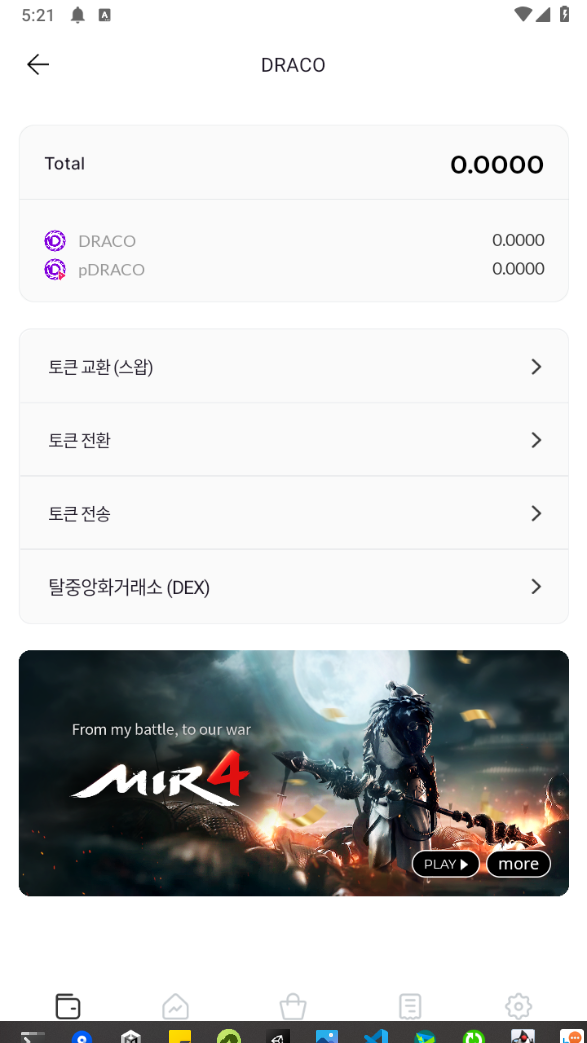 5:21
DRACO
Total 0.0000
DRACO 0.0000
pDRACO 0.0000
토큰 교환 (스왑)
토큰 전환
토큰 전송
탈중앙화거래소 (DEX)
From my battle, to our war
MIR4
PLAY more